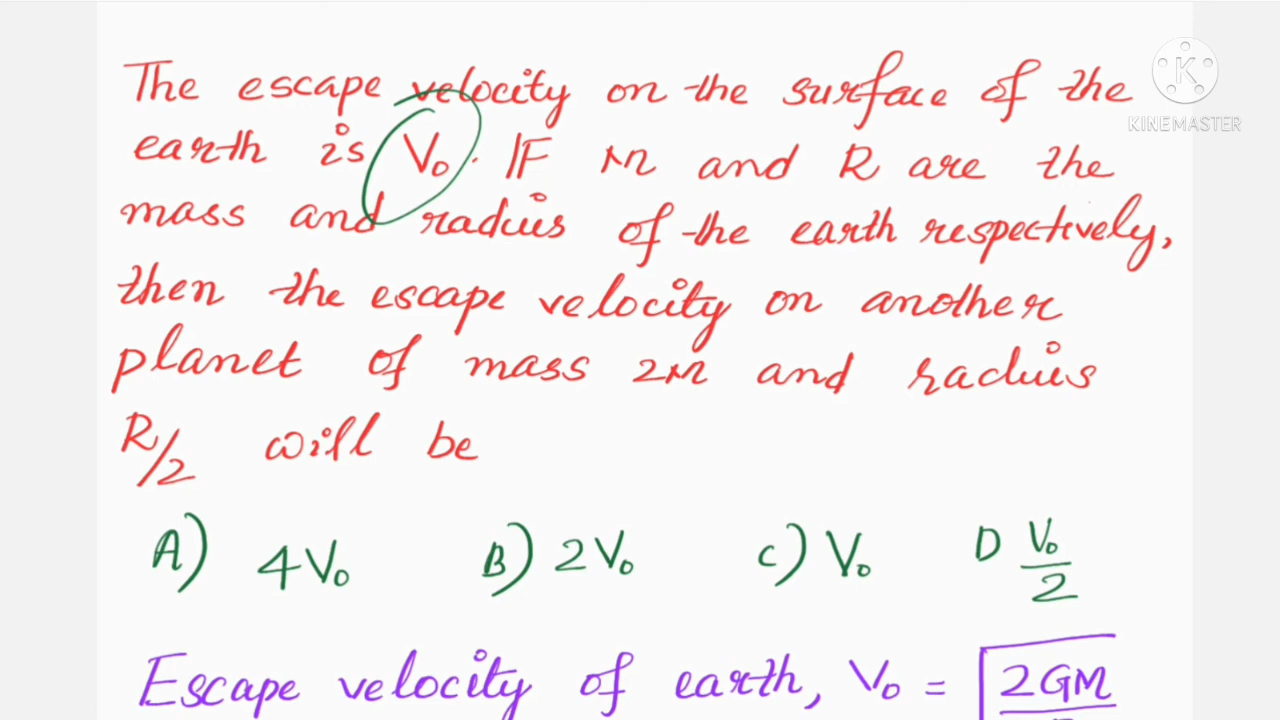 The escape velocity on the surface of the
earth is V₀. IF M and R are the
mass and radius of the earth respectively,
then the escape velocity on another
planet of mass 2M and radius
R/2 will be
A) 4V₀ B) 2V₀ C) V₀ D V₀/2
Escape velocity of earth, V₀ = √2GM
K
KINEMASTER